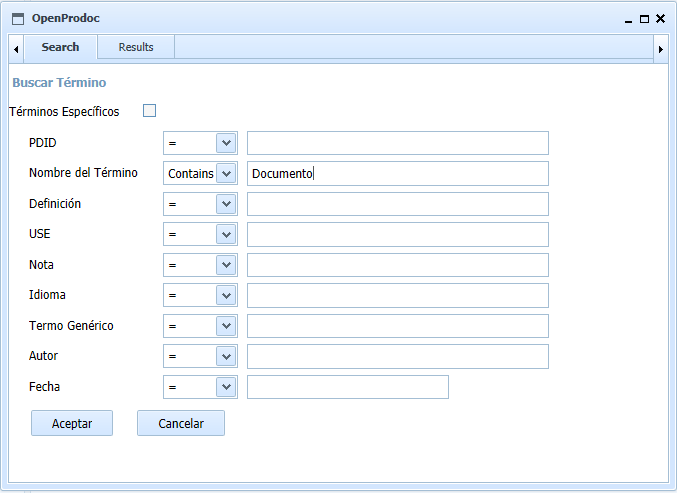 OpenProdoc
Search Results
Buscar Término
Términos Específicos
PDID =
Nombre del Término Contains Documento
Definición =
USE =
Nota =
Idioma =
Termo Genérico =
Autor =
Fecha =
Aceptar Cancelar